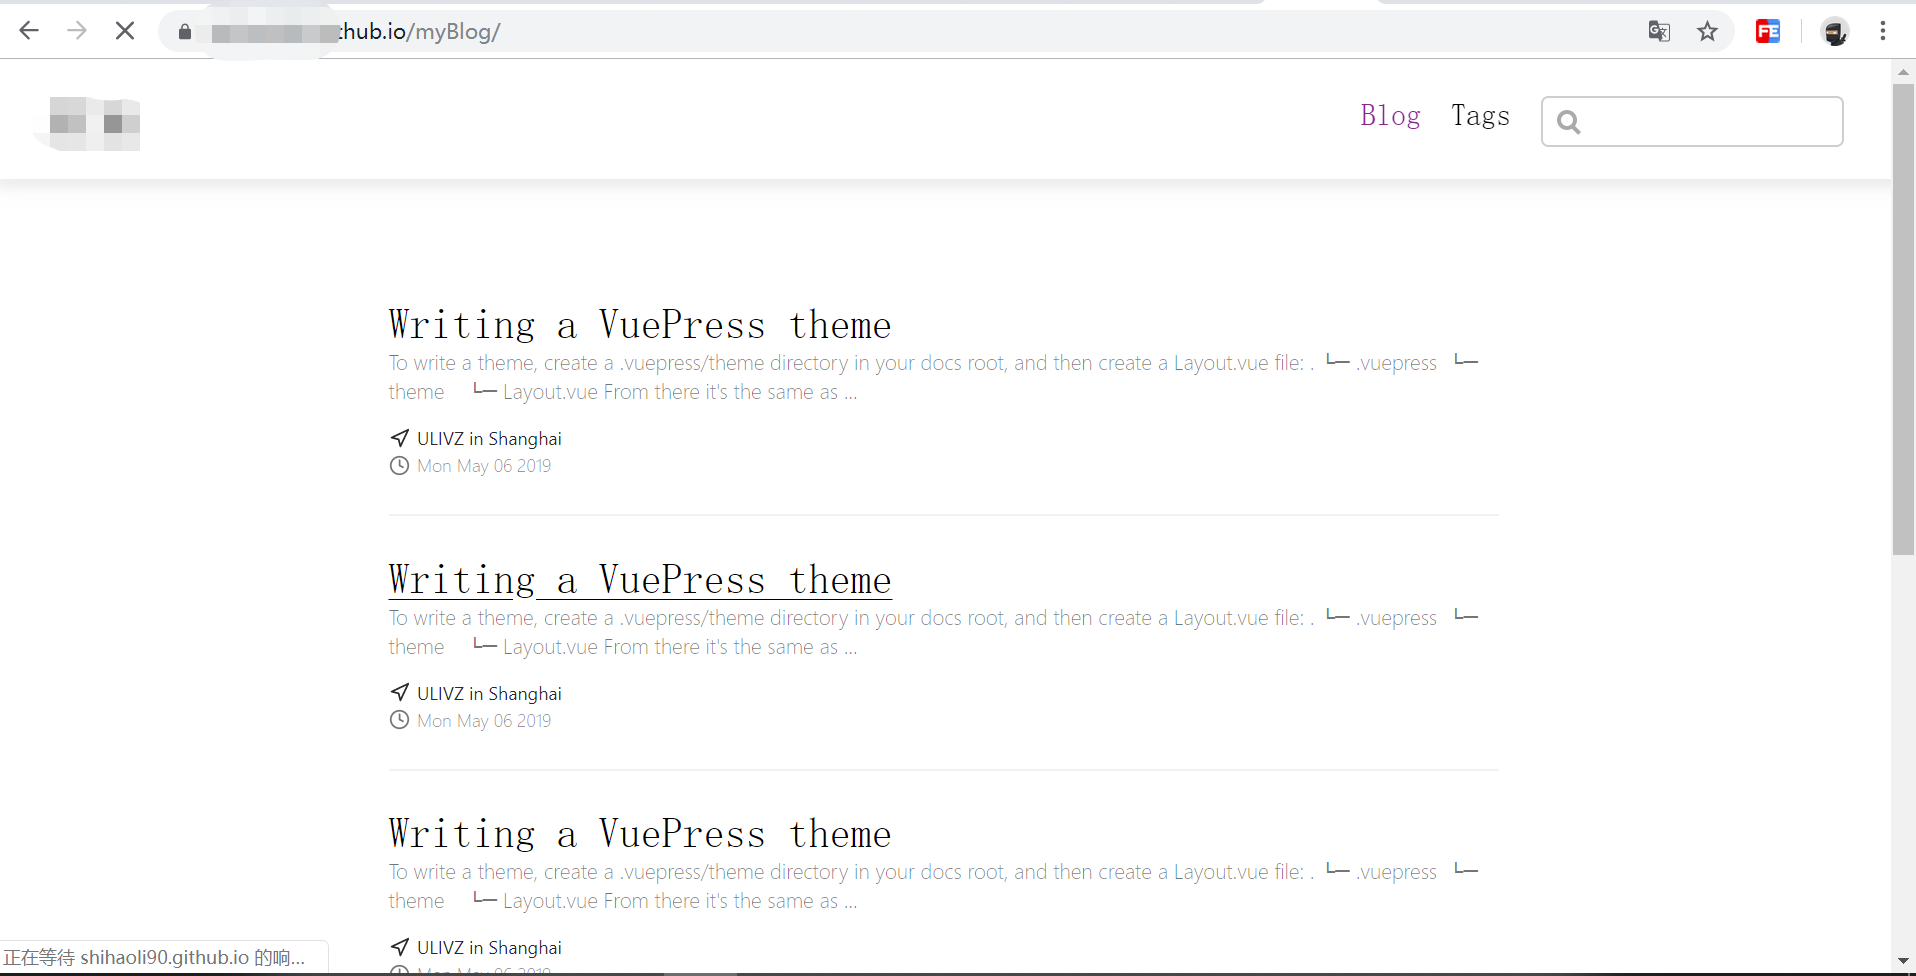 thub.io/myBlog/
FE
Blog Tags
Writing a VuePress theme
To write a theme, create a .vuepress/theme directory in your docs root, and then create a Layout.vue file: . └─ .vuepress └─
theme └─ Layout.vue From there it's the same as ...
ULIVZ in Shanghai
Mon May 06 2019
Writing a VuePress theme
To write a theme, create a .vuepress/theme directory in your docs root, and then create a Layout.vue file: . └─ .vuepress └─
theme └─ Layout.vue From there it's the same as ...
ULIVZ in Shanghai
Mon May 06 2019
Writing a VuePress theme
To write a theme, create a .vuepress/theme directory in your docs root, and then create a Layout.vue file: . └─ .vuepress └─
theme └─ Layout.vue From there it's the same as ...
ULIVZ in Shanghai
Mon May 06 2019
正在等待 shihaoli90.github.io 的响...